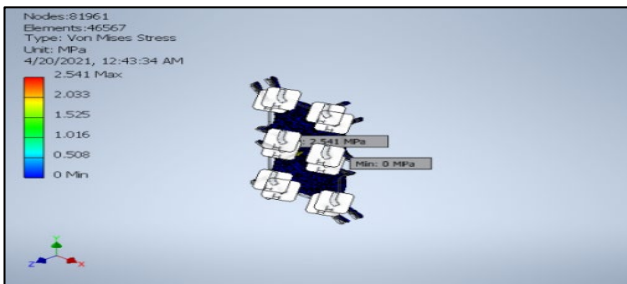 Nodes:81961
Elements:46567
Type: Von Mises Stress
Unit: MPa
4/20/2021, 12:43:34 AM
2.541 Max
2.033
1.525
1.016
0.508
0 Min
: 2.541 MPa
Min: 0 MPa
Y
Z X